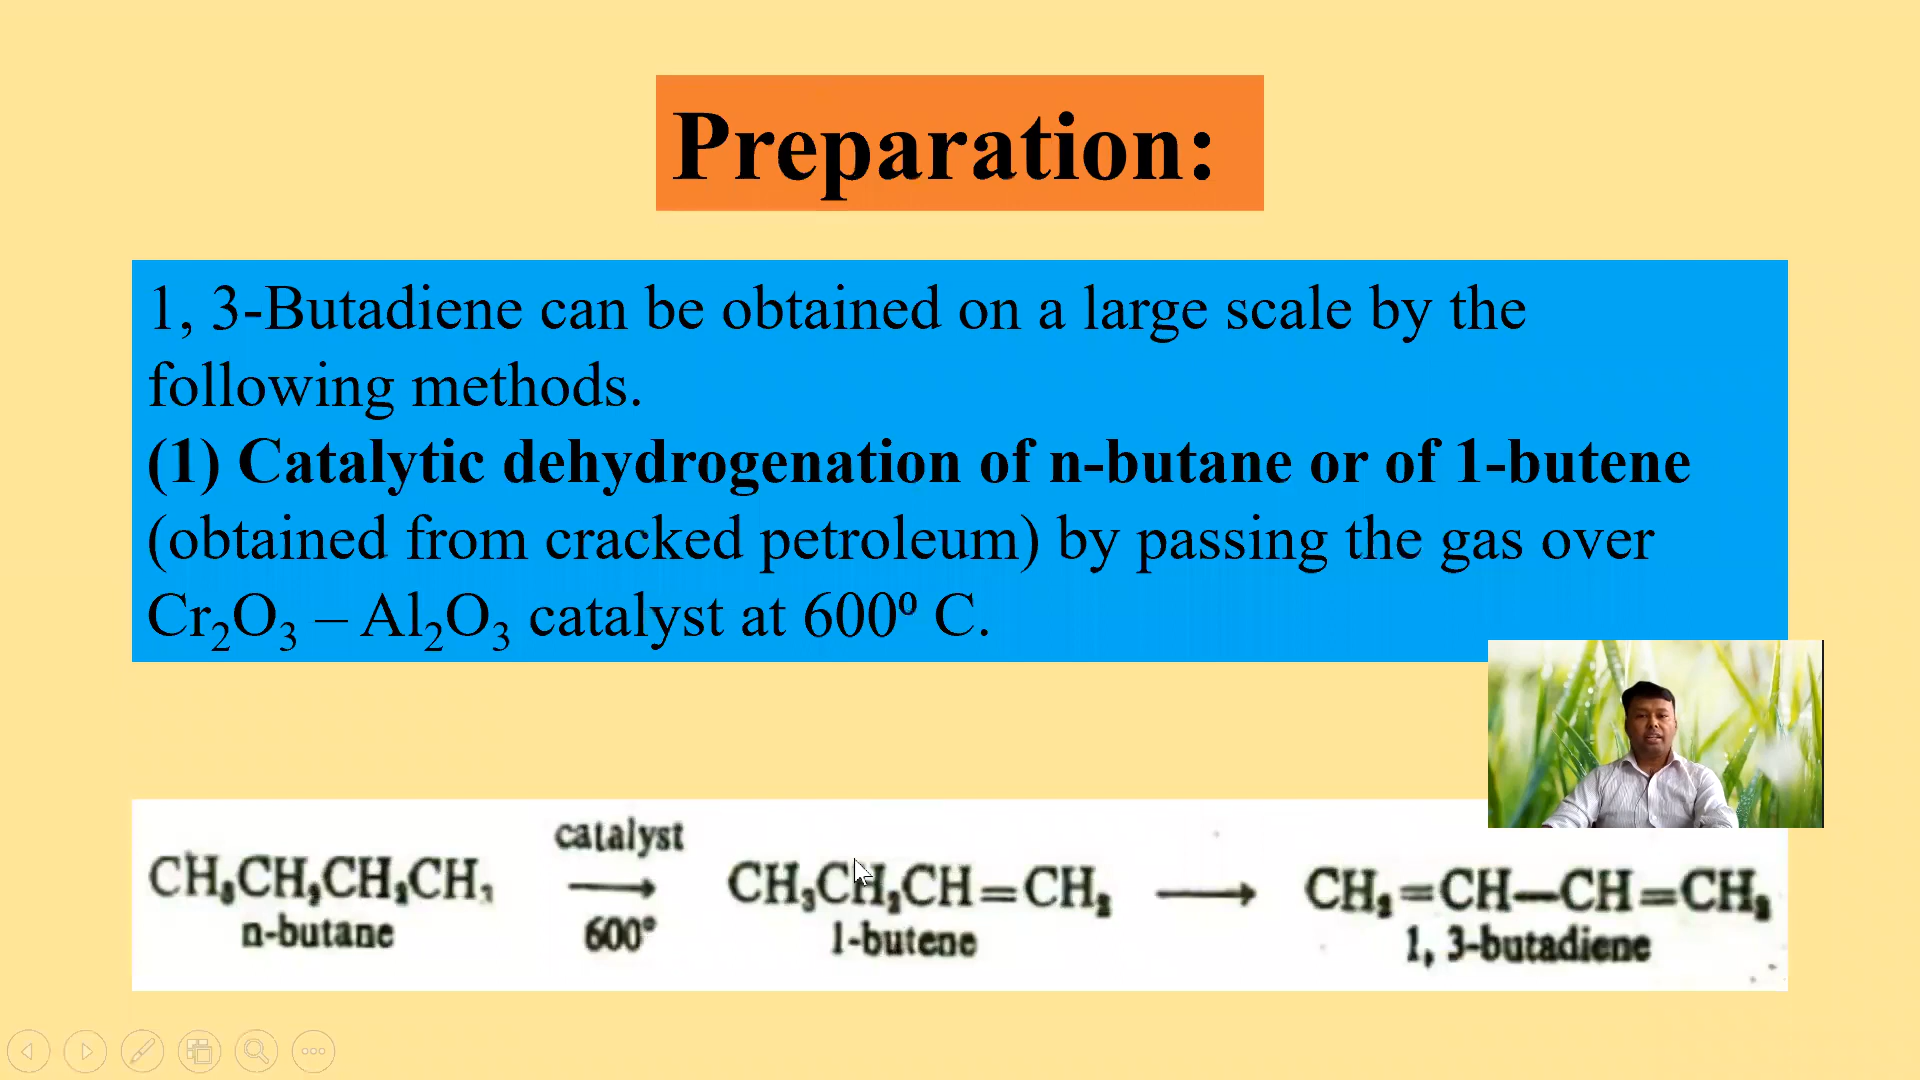 Preparation:
1, 3-Butadiene can be obtained on a large scale by the
following methods.
(1) Catalytic dehydrogenation of n-butane or of 1-butene
(obtained from cracked petroleum) by passing the gas over
Cr₂O₃ – Al₂O₃ catalyst at 600⁰ C.
catalyst
CH₃CH₂CH₂CH₃ ⟶ CH₃CH₂CH=CH₂ ⟶ CH₂=CH—CH=CH₂
n-butane 600° 1-butene 1, 3-butadiene